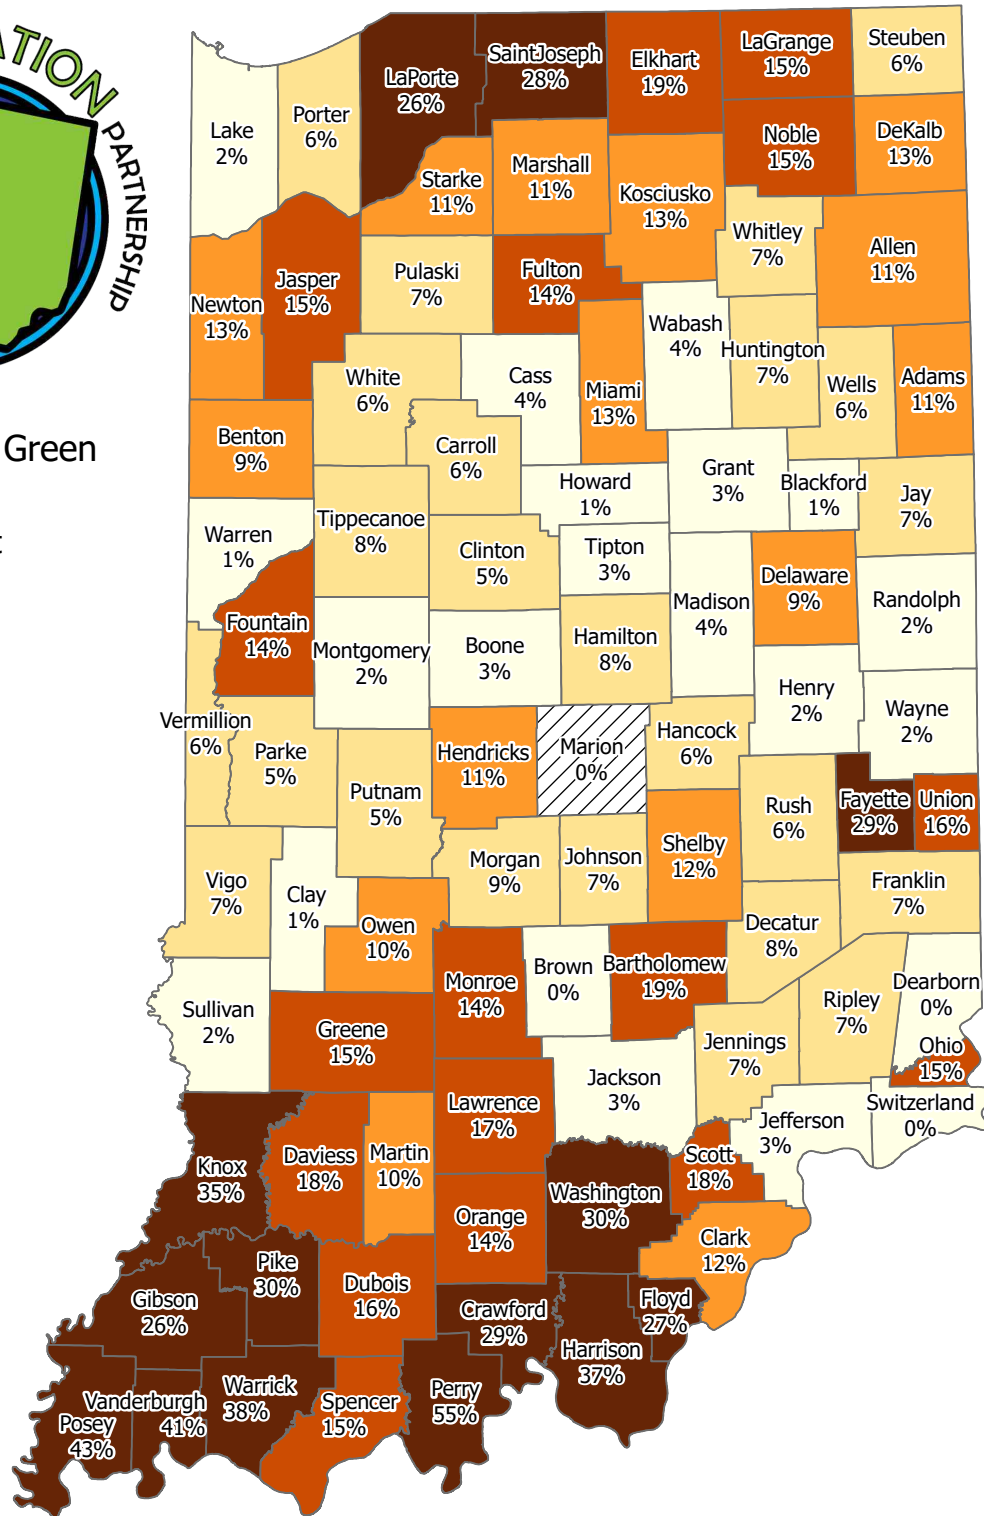 ATION
PARTNERSHIP
Green
Lake
2%
Porter
6%
LaPorte
26%
SaintJoseph
28%
Elkhart
19%
LaGrange
15%
Steuben
6%
Noble
15%
DeKalb
13%
Starke
11%
Marshall
11%
Kosciusko
13%
Whitley
7%
Allen
11%
Newton
13%
Jasper
15%
Pulaski
7%
Fulton
14%
Miami
13%
Wabash
4%
Huntington
7%
Wells
6%
Adams
11%
White
6%
Cass
4%
Benton
9%
Carroll
6%
Howard
1%
Grant
3%
Blackford
1%
Jay
7%
Warren
1%
Tippecanoe
8%
Clinton
5%
Tipton
3%
Madison
4%
Delaware
9%
Randolph
2%
Fountain
14%
Montgomery
2%
Boone
3%
Hamilton
8%
Henry
2%
Wayne
2%
Vermillion
6%
Parke
5%
Putnam
5%
Hendricks
11%
Marion
0%
Hancock
6%
Rush
6%
Fayette
29%
Union
16%
Vigo
7%
Clay
1%
Owen
10%
Morgan
9%
Johnson
7%
Shelby
12%
Decatur
8%
Franklin
7%
Sullivan
2%
Greene
15%
Monroe
14%
Brown
0%
Bartholomew
19%
Jennings
7%
Ripley
7%
Dearborn
0%
Ohio
15%
Switzerland
0%
Jefferson
3%
Jackson
3%
Lawrence
17%
Knox
35%
Daviess
18%
Martin
10%
Orange
14%
Washington
30%
Scott
18%
Clark
12%
Gibson
26%
Pike
30%
Dubois
16%
Crawford
29%
Floyd
27%
Harrison
37%
Posey
43%
Vanderburgh
41%
Warrick
38%
Spencer
15%
Perry
55%